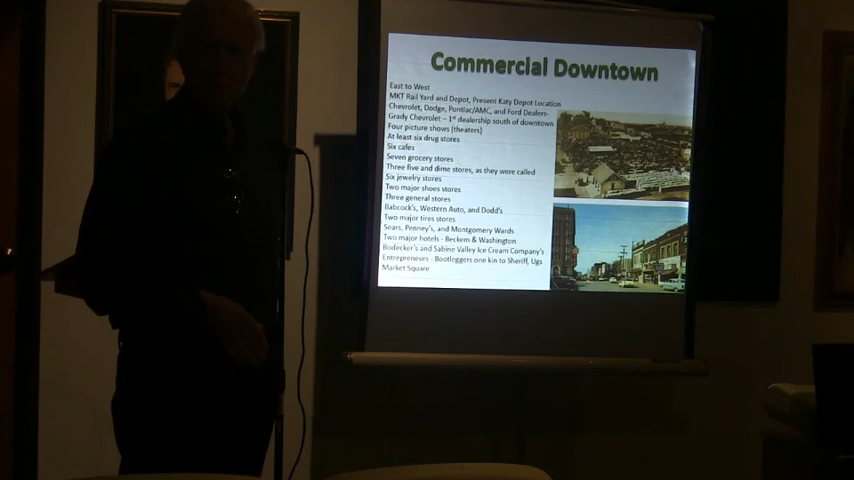 Commercial Downtown
East to West
MKT Rail Yard and Depot, Present Katy Depot Location
Chevrolet, Dodge, Pontiac/AMC, and Ford Dealers-
Grady Chevrolet – 1st dealership south of downtown
Four picture shows (theaters)
At least six drug stores
Six cafes
Seven grocery stores
Three five and dime stores, as they were called
Six jewelry stores
Two major shoes stores
Three general stores
Babcock's, Western Auto, and Dodd's
Two major tires stores
Sears, Penney's, and Montgomery Wards
Two major hotels - Beckem & Washington
Bodecker's and Sabine Valley Ice Cream Company's
Entrepreneurs - Bootleggers one kin to Sheriff, Ugs
Market Square